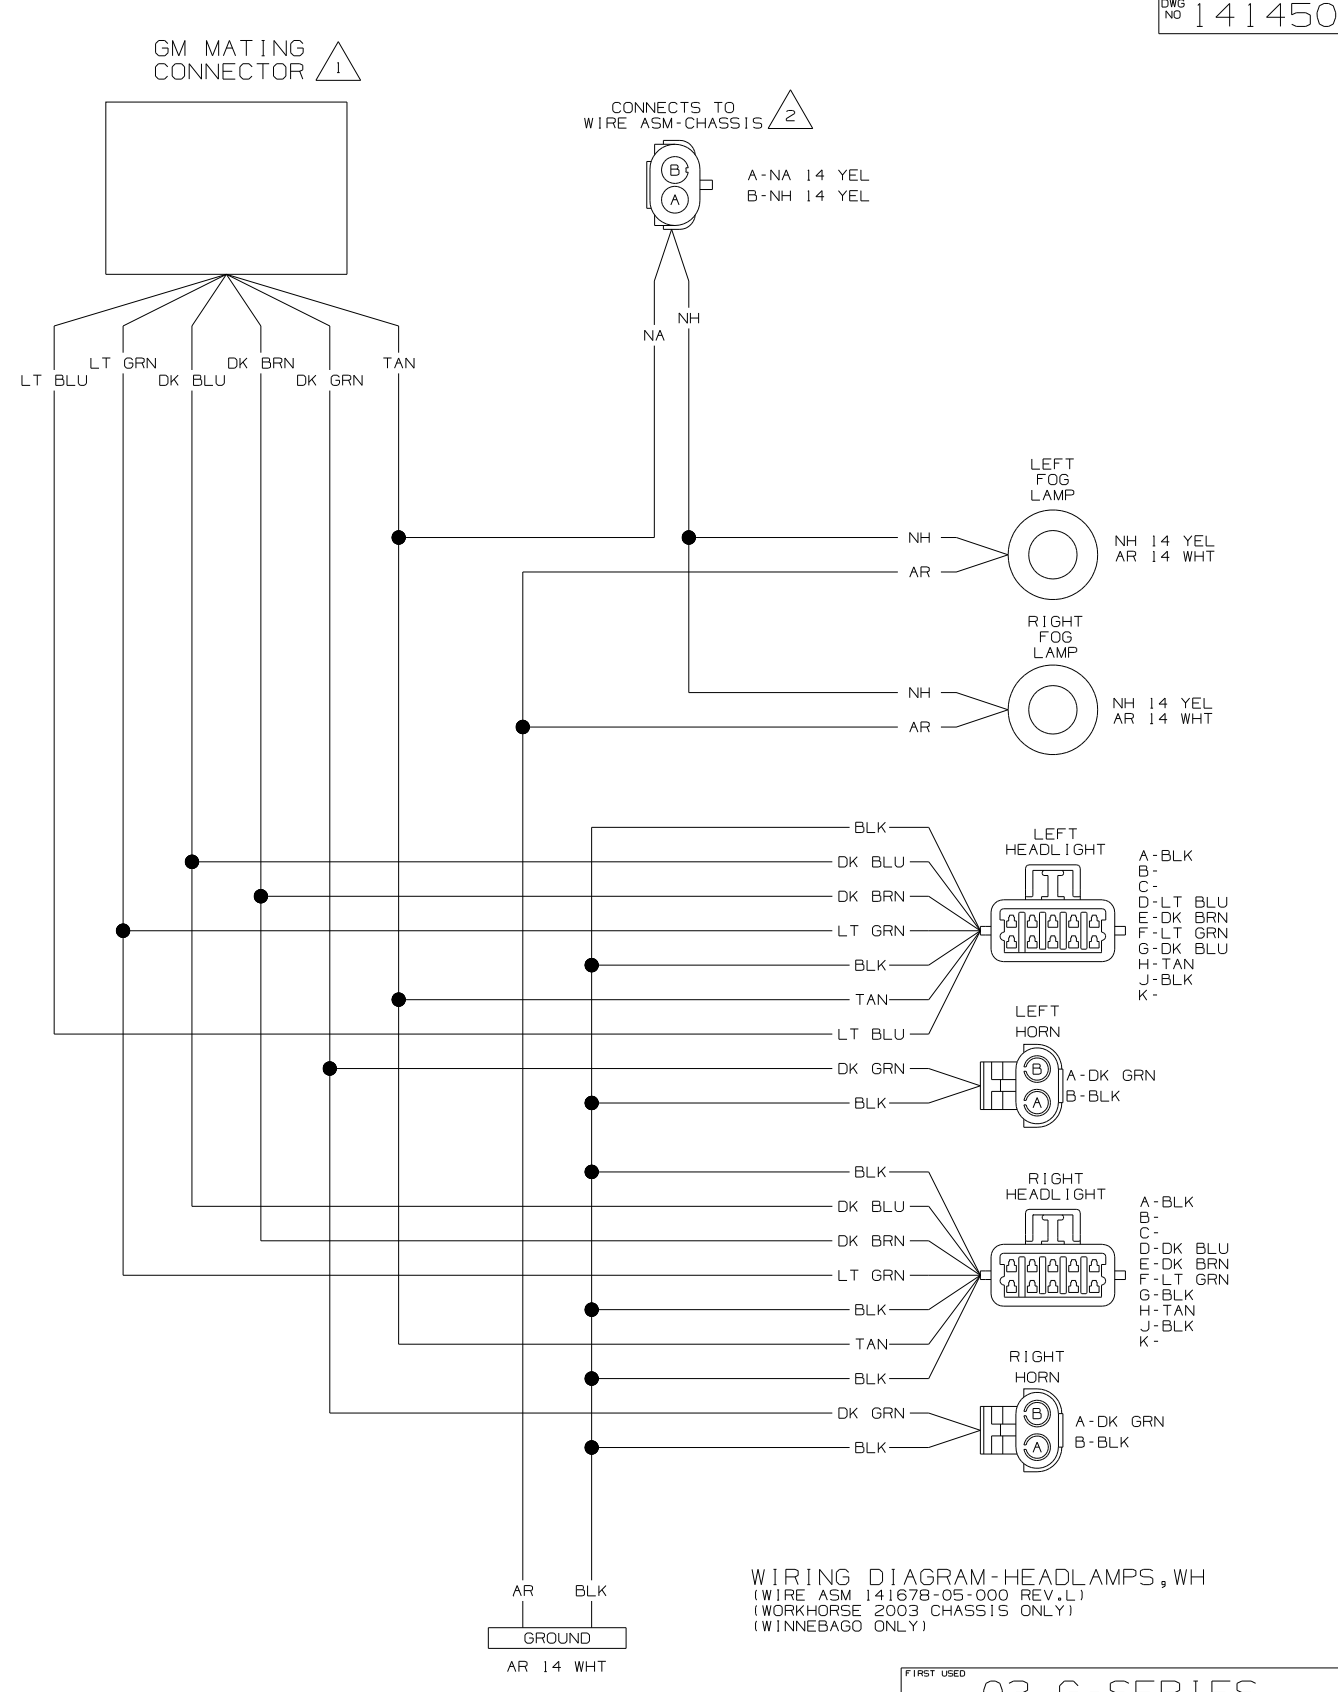 DWG
NO 141450
GM MATING
CONNECTOR 1
CONNECTS TO
WIRE ASM-CHASSIS 2
B
A
A-NA 14 YEL
B-NH 14 YEL
NH
NA
LT GRN
DK BRN
TAN
LT BLU
DK BLU
DK GRN
LEFT
FOG
LAMP
NH
AR
NH 14 YEL
AR 14 WHT
RIGHT
FOG
LAMP
NH
AR
NH 14 YEL
AR 14 WHT
BLK
DK BLU
DK BRN
LT GRN
BLK
TAN
LT BLU
LEFT
HEADLIGHT
A-BLK
B-
C-
D-LT BLU
E-DK BRN
F-LT GRN
G-DK BLU
H-TAN
J-BLK
K-
LEFT
HORN
DK GRN
BLK
B
A
A-DK GRN
B-BLK
BLK
DK BLU
DK BRN
LT GRN
BLK
TAN
BLK
RIGHT
HEADLIGHT
A-BLK
B-
C-
D-DK BLU
E-DK BRN
F-LT GRN
G-BLK
H-TAN
J-BLK
K-
RIGHT
HORN
DK GRN
BLK
B
A
A-DK GRN
B-BLK
AR
BLK
GROUND
AR 14 WHT
WIRING DIAGRAM-HEADLAMPS,WH
(WIRE ASM 141678-05-000 REV.L)
(WORKHORSE 2003 CHASSIS ONLY)
(WINNEBAGO ONLY)
FIRST USED
SERIES